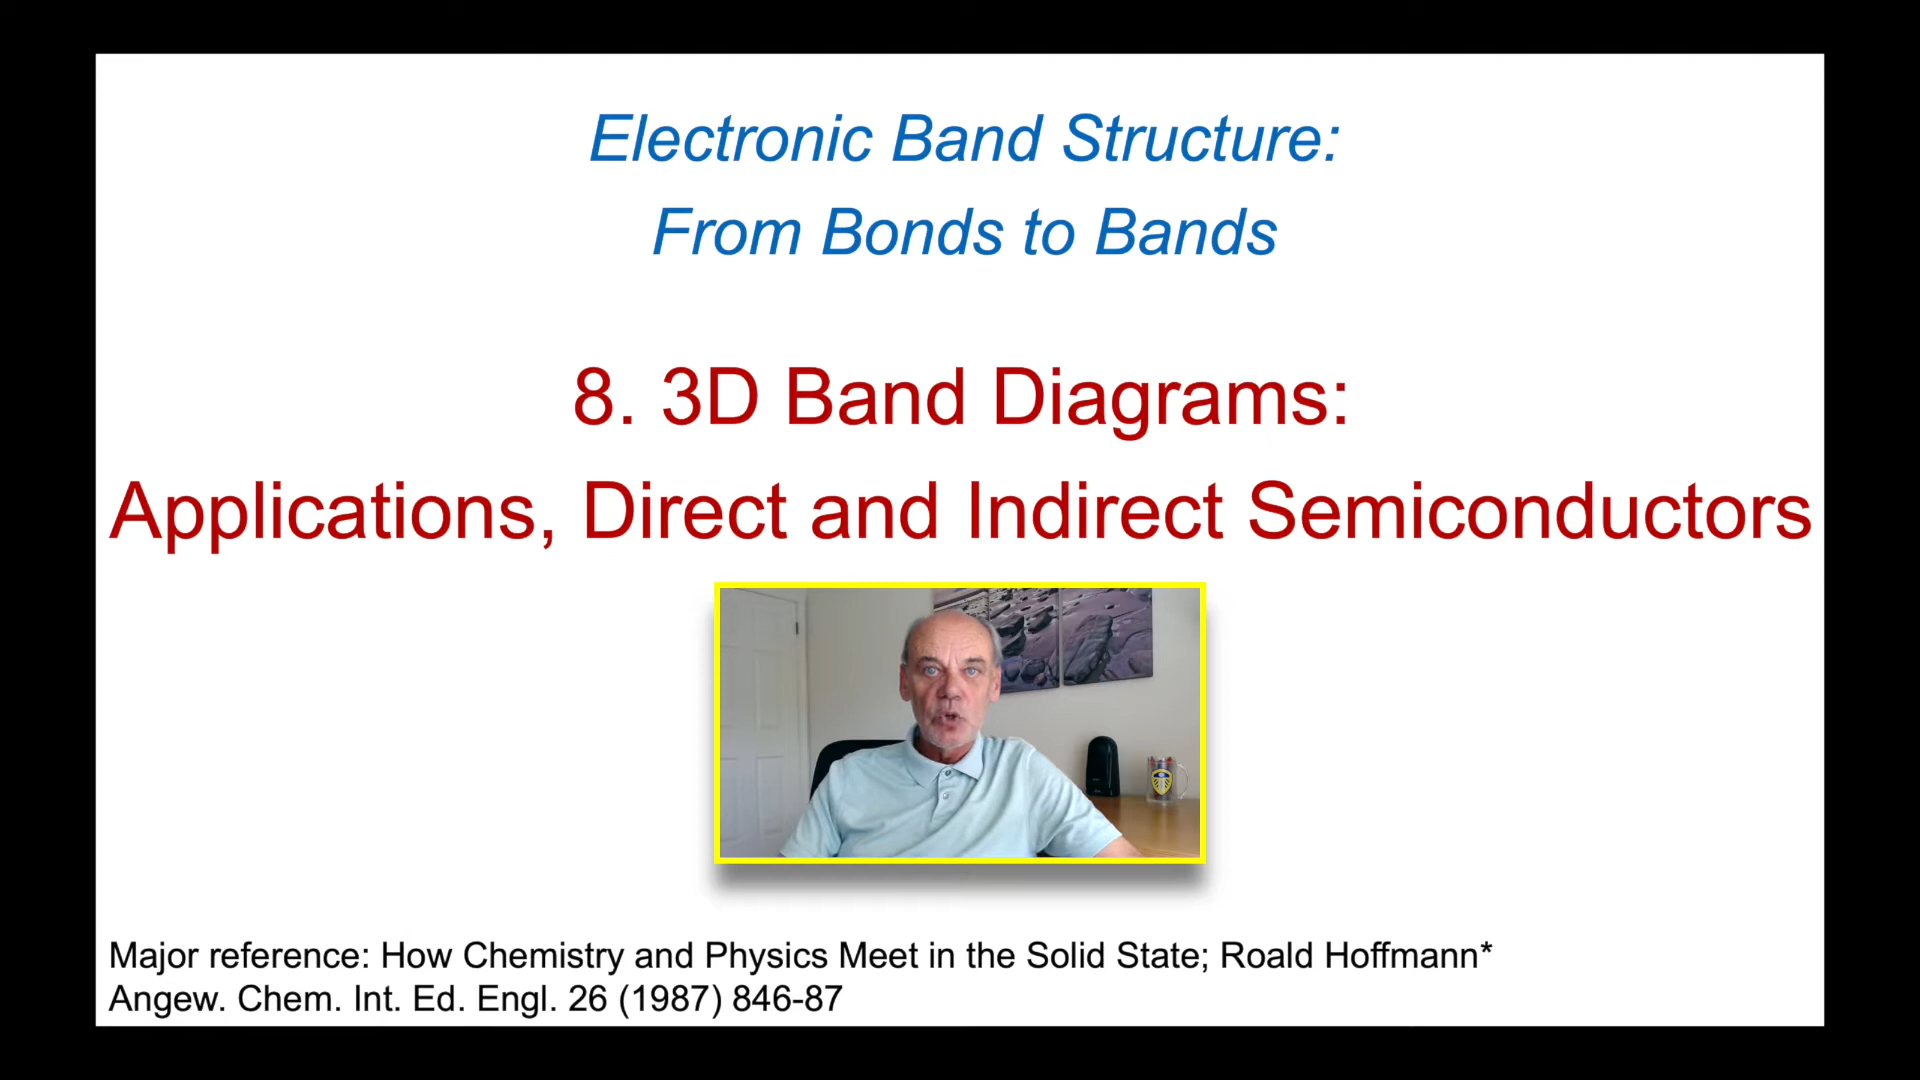 Electronic Band Structure:
From Bonds to Bands
8. 3D Band Diagrams:
Applications, Direct and Indirect Semiconductors
Major reference: How Chemistry and Physics Meet in the Solid State; Roald Hoffmann*
Angew. Chem. Int. Ed. Engl. 26 (1987) 846-87